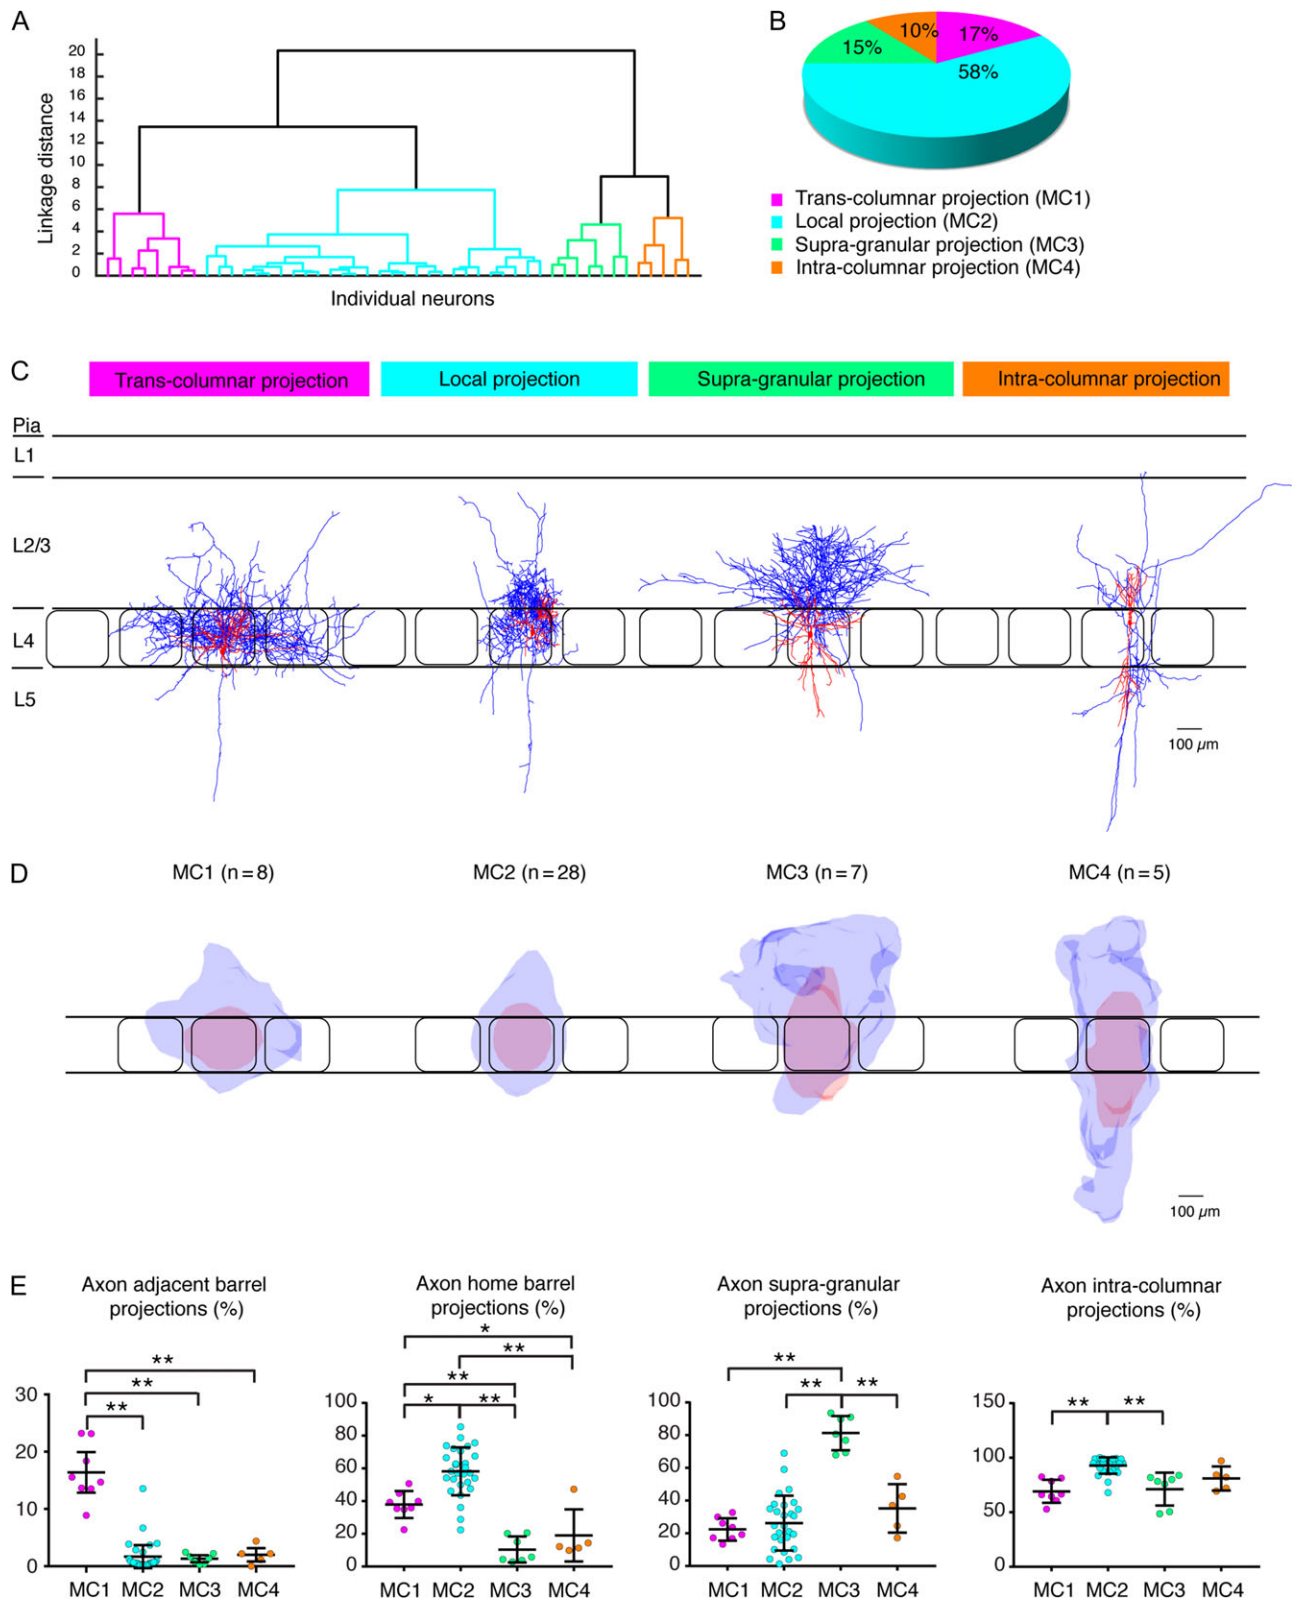 A
Linkage distance
20
18
16
14
12
10
8
6
4
2
0
Individual neurons
B
10%
17%
15%
58%
Trans-columnar projection (MC1)
Local projection (MC2)
Supra-granular projection (MC3)
Intra-columnar projection (MC4)
C
Trans-columnar projection
Local projection
Supra-granular projection
Intra-columnar projection
Pia
L1
L2/3
L4
L5
100 µm
D
MC1 (n=8)
MC2 (n=28)
MC3 (n=7)
MC4 (n=5)
100 µm
E
Axon adjacent barrel
projections (%)
**
**
**
30
20
10
0
MC1 MC2 MC3 MC4
Axon home barrel
projections (%)
*
**
**
* **
100
80
60
40
20
0
MC1 MC2 MC3 MC4
Axon supra-granular
projections (%)
**
** **
100
80
60
40
20
0
MC1 MC2 MC3 MC4
Axon intra-columnar
projections (%)
** **
150
100
50
0
MC1 MC2 MC3 MC4